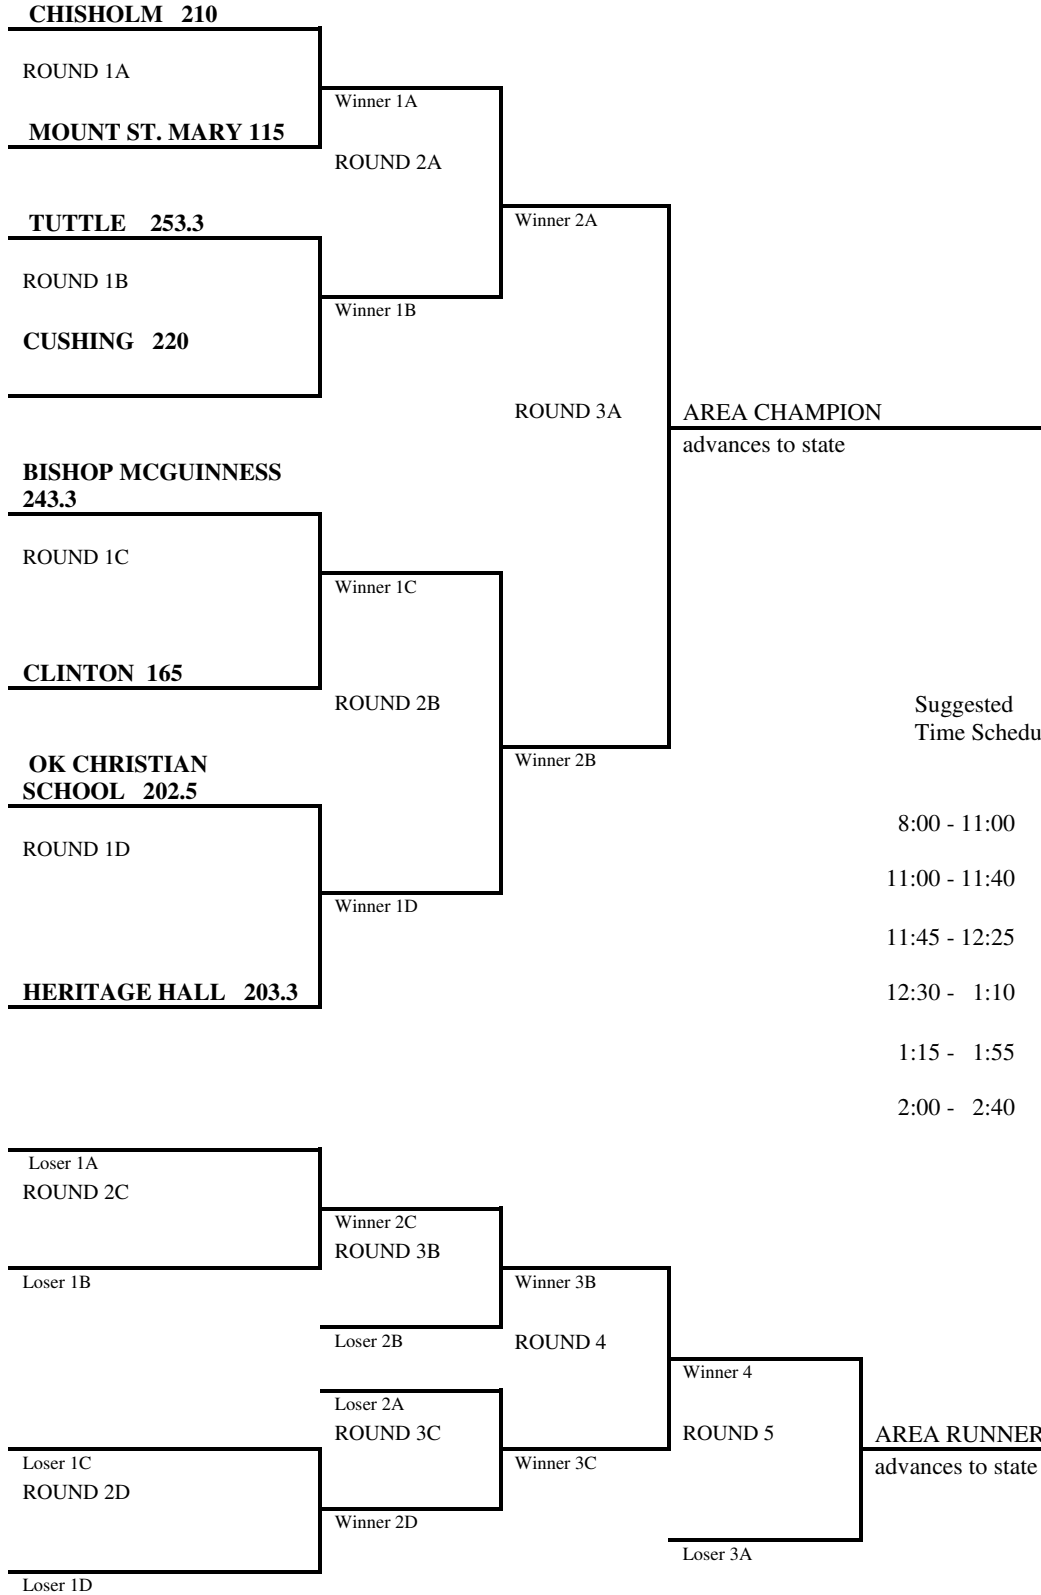 CHISHOLM 210
ROUND 1A
Winner 1A
MOUNT ST. MARY 115
ROUND 2A
TUTTLE 253.3
Winner 2A
ROUND 1B
Winner 1B
CUSHING 220
ROUND 3A
AREA CHAMPION
advances to state
BISHOP MCGUINNESS
243.3
ROUND 1C
Winner 1C
CLINTON 165
ROUND 2B
Suggested
Time Schedu
Winner 2B
OK CHRISTIAN
SCHOOL 202.5
8:00 - 11:00
ROUND 1D
11:00 - 11:40
Winner 1D
11:45 - 12:25
HERITAGE HALL 203.3
12:30 - 1:10
1:15 - 1:55
2:00 - 2:40
Loser 1A
ROUND 2C
Winner 2C
ROUND 3B
Loser 1B
Winner 3B
Loser 2B
ROUND 4
Winner 4
Loser 2A
ROUND 3C
ROUND 5
AREA RUNNER
Loser 1C
Winner 3C
advances to state
ROUND 2D
Winner 2D
Loser 3A
Loser 1D